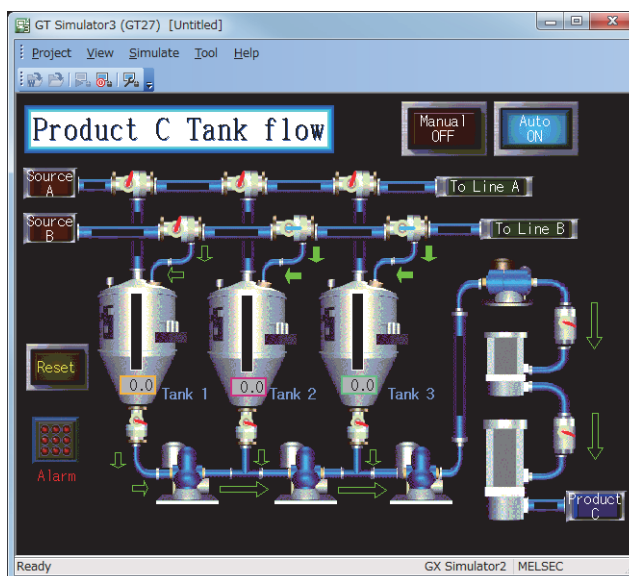 GT Simulator3 (GT27) [Untitled]
Project View Simulate Tool Help
Product C Tank flow
Manual
OFF
Auto
ON
Source
A
To Line A
Source
B
To Line B
Reset
0.0
Tank 1
0.0
Tank 2
0.0
Tank 3
Alarm
Product
C
Ready
GX Simulator2
MELSEC